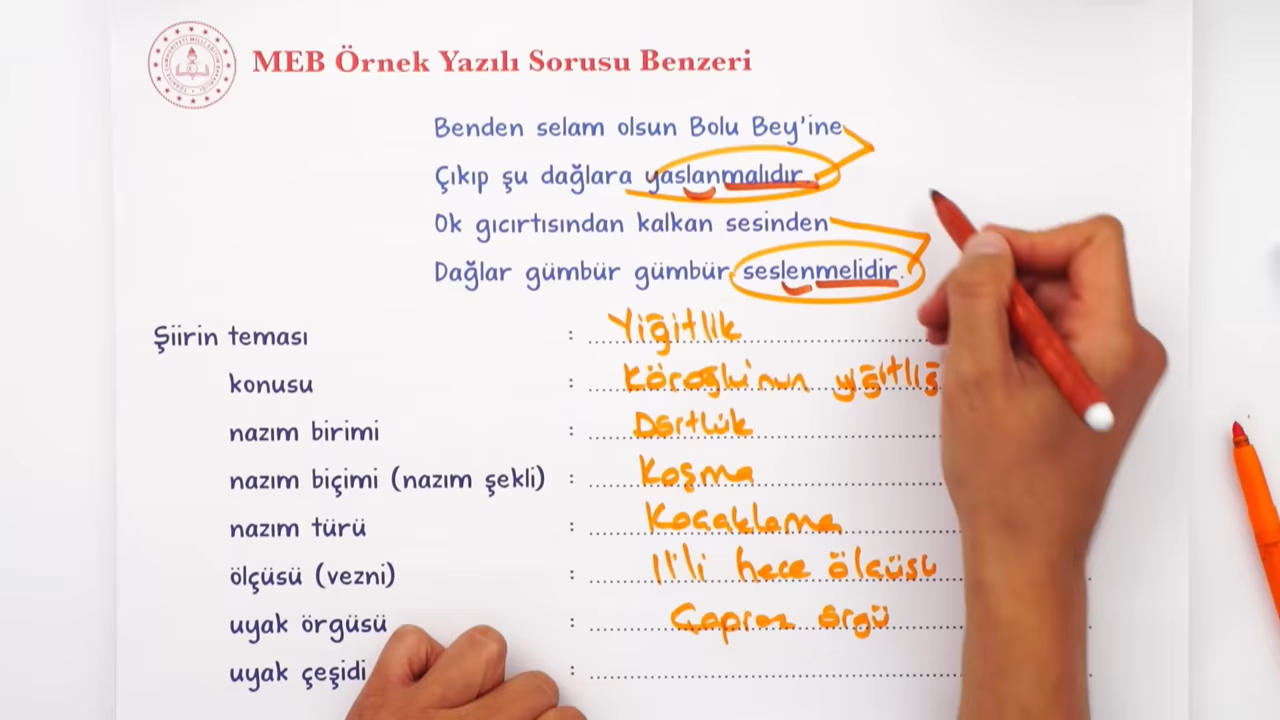 MEB Örnek Yazılı Sorusu Benzeri
Benden selam olsun Bolu Bey'ine
Çıkıp şu dağlara yaslanmalıdır.
Ok gıcırtısından kalkan sesinden
Dağlar gümbür gümbür seslenmelidir.
Şiirin teması : Yiğitlik
konusu : Köroğlu'nun
nazım birimi : Dörtlük
nazım biçimi (nazım şekli) : Koşma
nazım türü : Koçaklama
ölçüsü (vezni) : 11'li hece ölçüsü
uyak örgüsü : Çapraz örgü
uyak çeşidi :